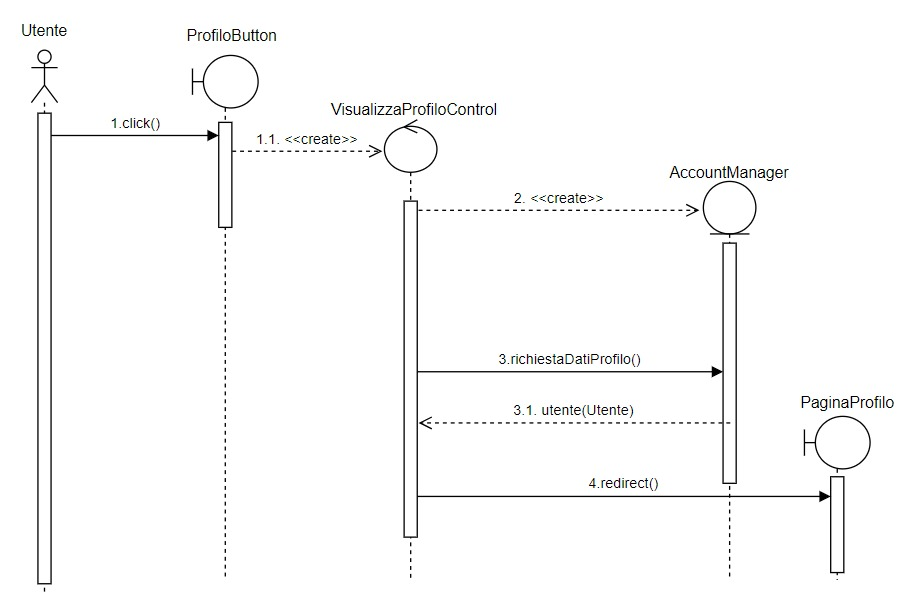 Utente
ProfiloButton
VisualizzaProfiloControl
1.click()
1.1. <<create>>
AccountManager
2. <<create>>
3.richiestaDatiProfilo()
3.1. utente(Utente)
PaginaProfilo
4.redirect()